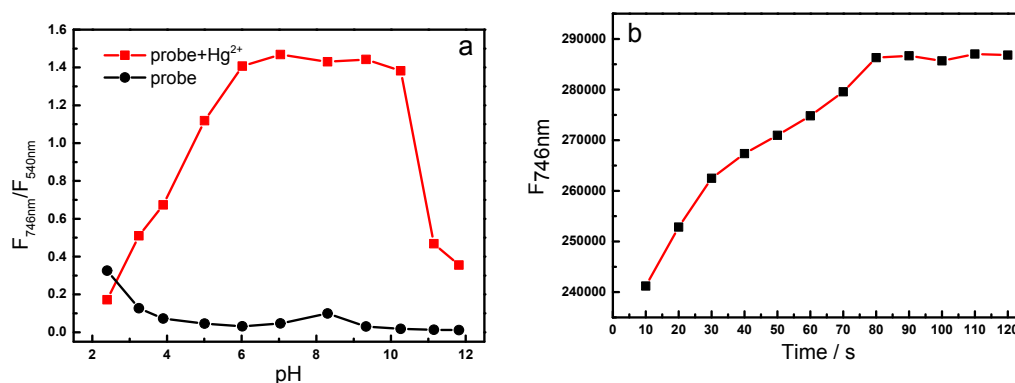 a
probe+Hg²⁺
probe
1.6
1.4
1.2
1.0
0.8
0.6
0.4
0.2
0.0
F746nm/F540nm
2 4 6 8 10 12
pH
b
290000
280000
270000
260000
250000
240000
F746nm
0 10 20 30 40 50 60 70 80 90 100 110 120
Time / s